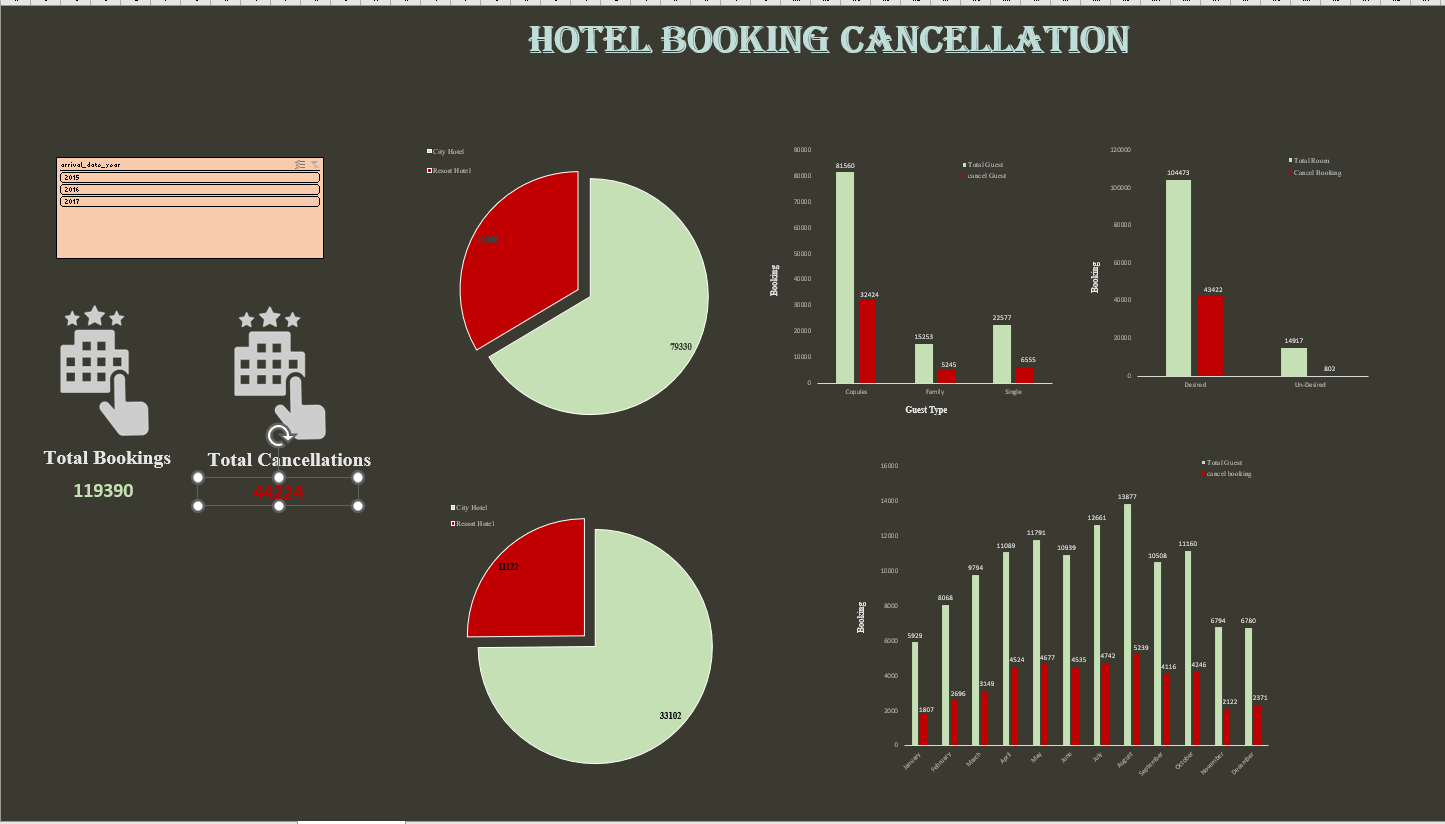 HOTEL BOOKING CANCELLATION
arrival_date_year
2015
2016
2017
Total Bookings
119390
Total Cancellations
44224
City Hotel
Resort Hotel
79330
City Hotel
Resort Hotel
11122
33102
Total Guest
cancel Guest
90000
80000
70000
60000
50000
40000
30000
20000
10000
0
Booking
81560
32424
15253
5245
22577
6555
Copules
Family
Single
Guest Type
Total Room
Cancel Booking
120000
100000
80000
60000
40000
20000
0
Booking
104473
43422
14917
802
Desired
Un-Desired
Total Guest
cancel booking
16000
14000
12000
10000
8000
6000
4000
2000
0
Booking
5929
1807
8068
2696
9794
3149
11089
4524
11791
4677
10939
4535
12661
4742
13877
5239
10508
4116
11160
4246
6794
2122
6780
2371
January
February
March
April
May
June
July
August
September
October
November
December